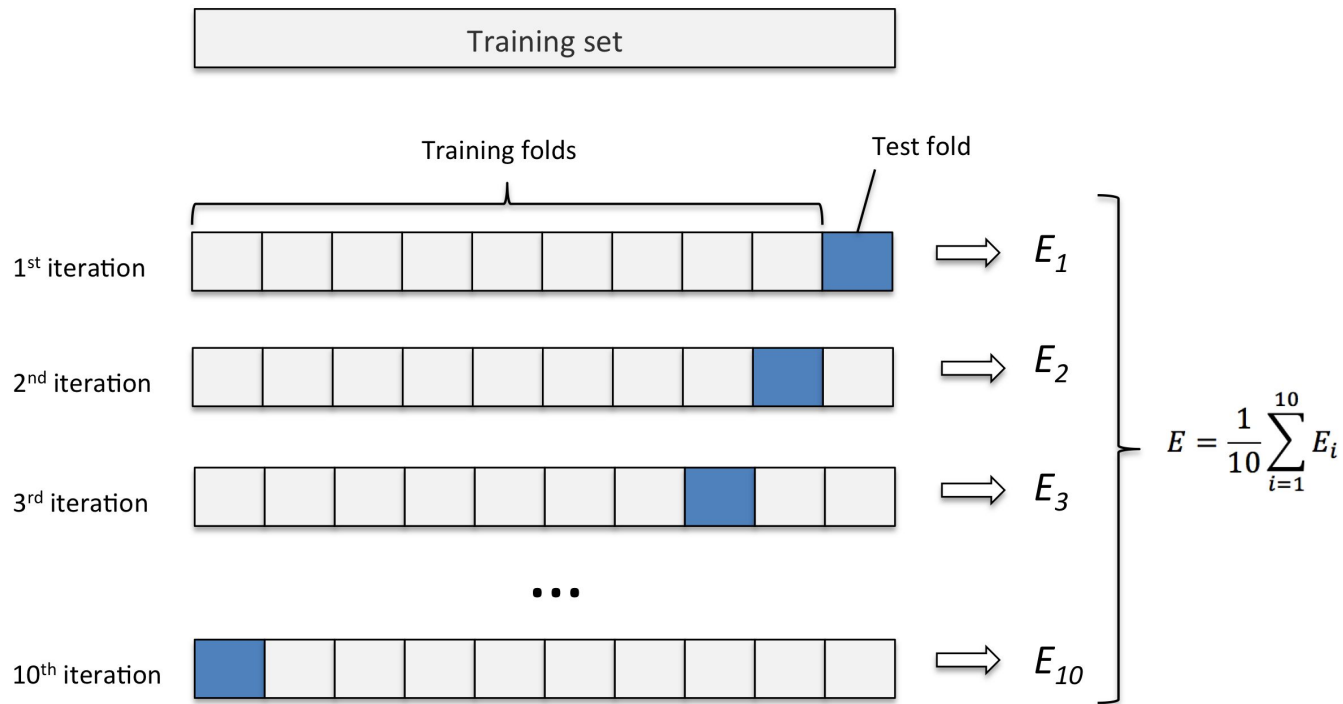 Training set
Training folds
Test fold
1st iteration
E1
2nd iteration
E2
3rd iteration
E3
E = 1/10 ∑ i=1 10 Ei
...
10th iteration
E10